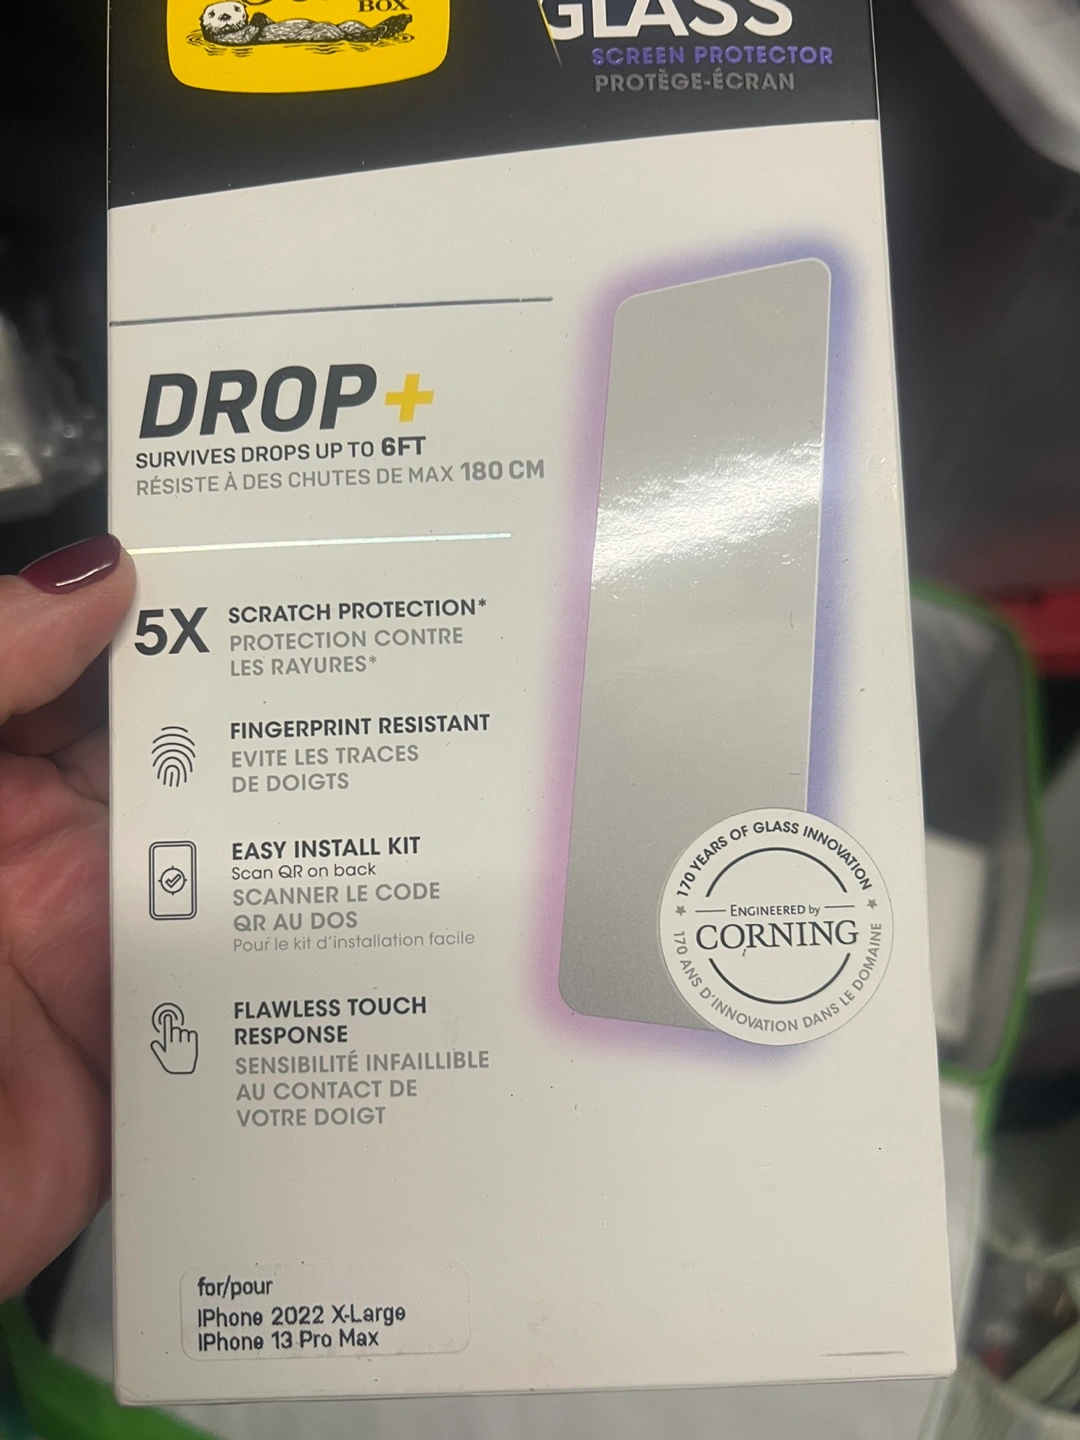 BOX
GLASS
SCREEN PROTECTOR
PROTÈGE-ÉCRAN
DROP+
SURVIVES DROPS UP TO 6FT
RÉSISTE À DES CHUTES DE MAX 180 CM
5X
SCRATCH PROTECTION*
PROTECTION CONTRE
LES RAYURES*
FINGERPRINT RESISTANT
EVITE LES TRACES
DE DOIGTS
EASY INSTALL KIT
Scan QR on back
SCANNER LE CODE
QR AU DOS
Pour le kit d'installation facile
FLAWLESS TOUCH
RESPONSE
SENSIBILITÉ INFAILLIBLE
AU CONTACT DE
VOTRE DOIGT
★ 170 YEARS OF GLASS INNOVATION ★
ENGINEERED by
CORNING
170 ANS D'INNOVATION DANS LE DOMAINE
for/pour
IPhone 2022 X-Large
IPhone 13 Pro Max